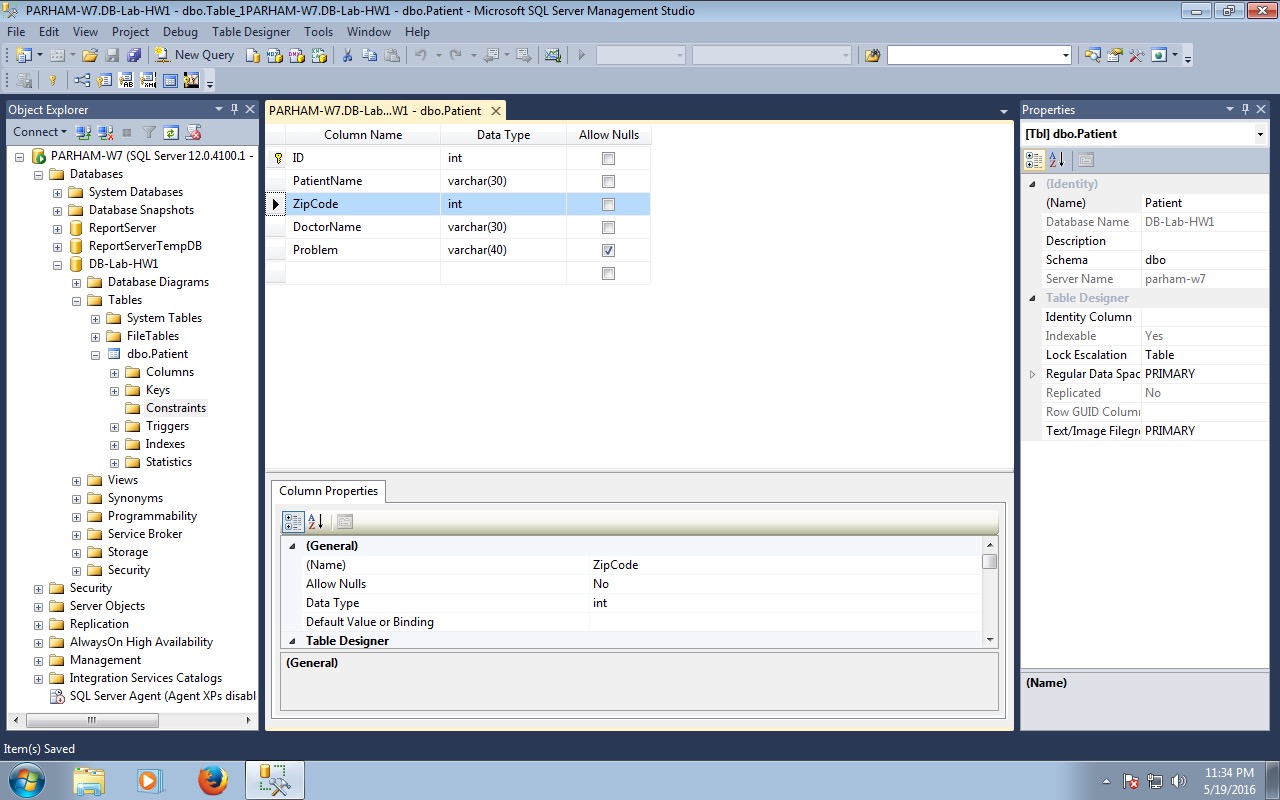 PARHAM-W7.DB-Lab-HW1 - dbo.Table_1PARHAM-W7.DB-Lab-HW1 - dbo.Patient - Microsoft SQL Server Management Studio
File Edit View Project Debug Table Designer Tools Window Help
New Query
Object Explorer
Connect
PARHAM-W7 (SQL Server 12.0.4100.1 -
Databases
System Databases
Database Snapshots
ReportServer
ReportServerTempDB
DB-Lab-HW1
Database Diagrams
Tables
System Tables
FileTables
dbo.Patient
Columns
Keys
Constraints
Triggers
Indexes
Statistics
Views
Synonyms
Programmability
Service Broker
Storage
Security
Security
Server Objects
Replication
AlwaysOn High Availability
Management
Integration Services Catalogs
SQL Server Agent (Agent XPs disabl
PARHAM-W7.DB-Lab...W1 - dbo.Patient
Column Name Data Type Allow Nulls
ID int
PatientName varchar(30)
ZipCode int
DoctorName varchar(30)
Problem varchar(40)
Column Properties
(General)
(Name) ZipCode
Allow Nulls No
Data Type int
Default Value or Binding
Table Designer
(General)
Properties
[Tbl] dbo.Patient
(Identity)
(Name) Patient
Database Name DB-Lab-HW1
Description
Schema dbo
Server Name parham-w7
Table Designer
Identity Column
Indexable Yes
Lock Escalation Table
Regular Data Spac PRIMARY
Replicated No
Row GUID Column
Text/Image Filegr PRIMARY
(Name)
Item(s) Saved
11:34 PM
5/19/2016